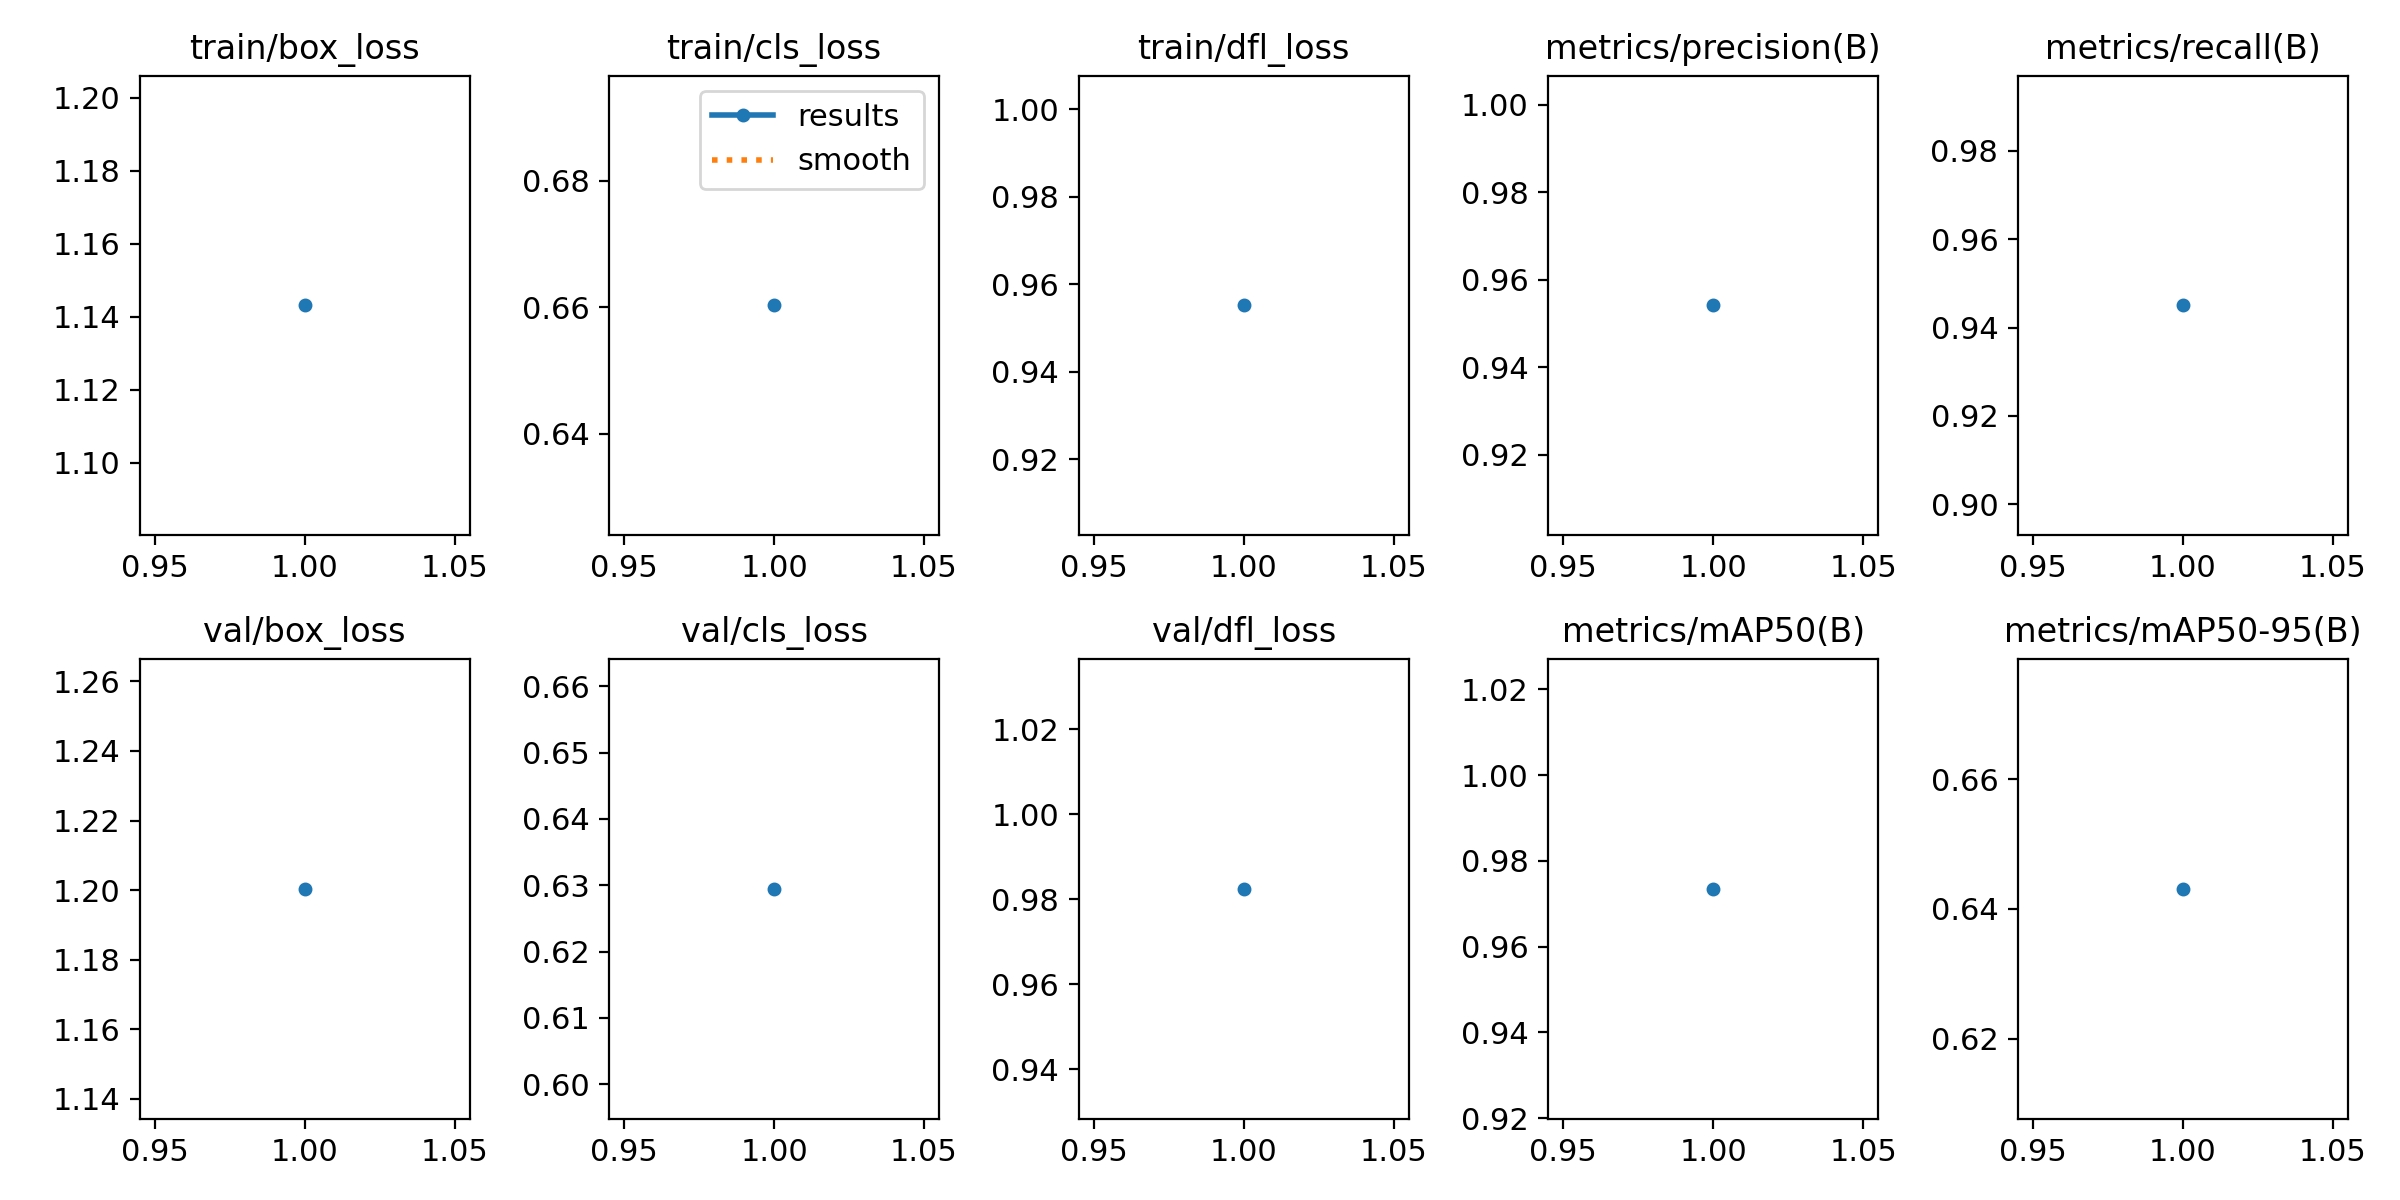 train/box_loss
1.20
1.18
1.16
1.14
1.12
1.10
0.95 1.00 1.05
train/cls_loss
results
smooth
0.68
0.66
0.64
0.95 1.00 1.05
train/dfl_loss
1.00
0.98
0.96
0.94
0.92
0.95 1.00 1.05
metrics/precision(B)
1.00
0.98
0.96
0.94
0.92
0.95 1.00 1.05
metrics/recall(B)
0.98
0.96
0.94
0.92
0.90
0.95 1.00 1.05
val/box_loss
1.26
1.24
1.22
1.20
1.18
1.16
1.14
0.95 1.00 1.05
val/cls_loss
0.66
0.65
0.64
0.63
0.62
0.61
0.60
0.95 1.00 1.05
val/dfl_loss
1.02
1.00
0.98
0.96
0.94
0.95 1.00 1.05
metrics/mAP50(B)
1.02
1.00
0.98
0.96
0.94
0.92
0.95 1.00 1.05
metrics/mAP50-95(B)
0.66
0.64
0.62
0.95 1.00 1.05